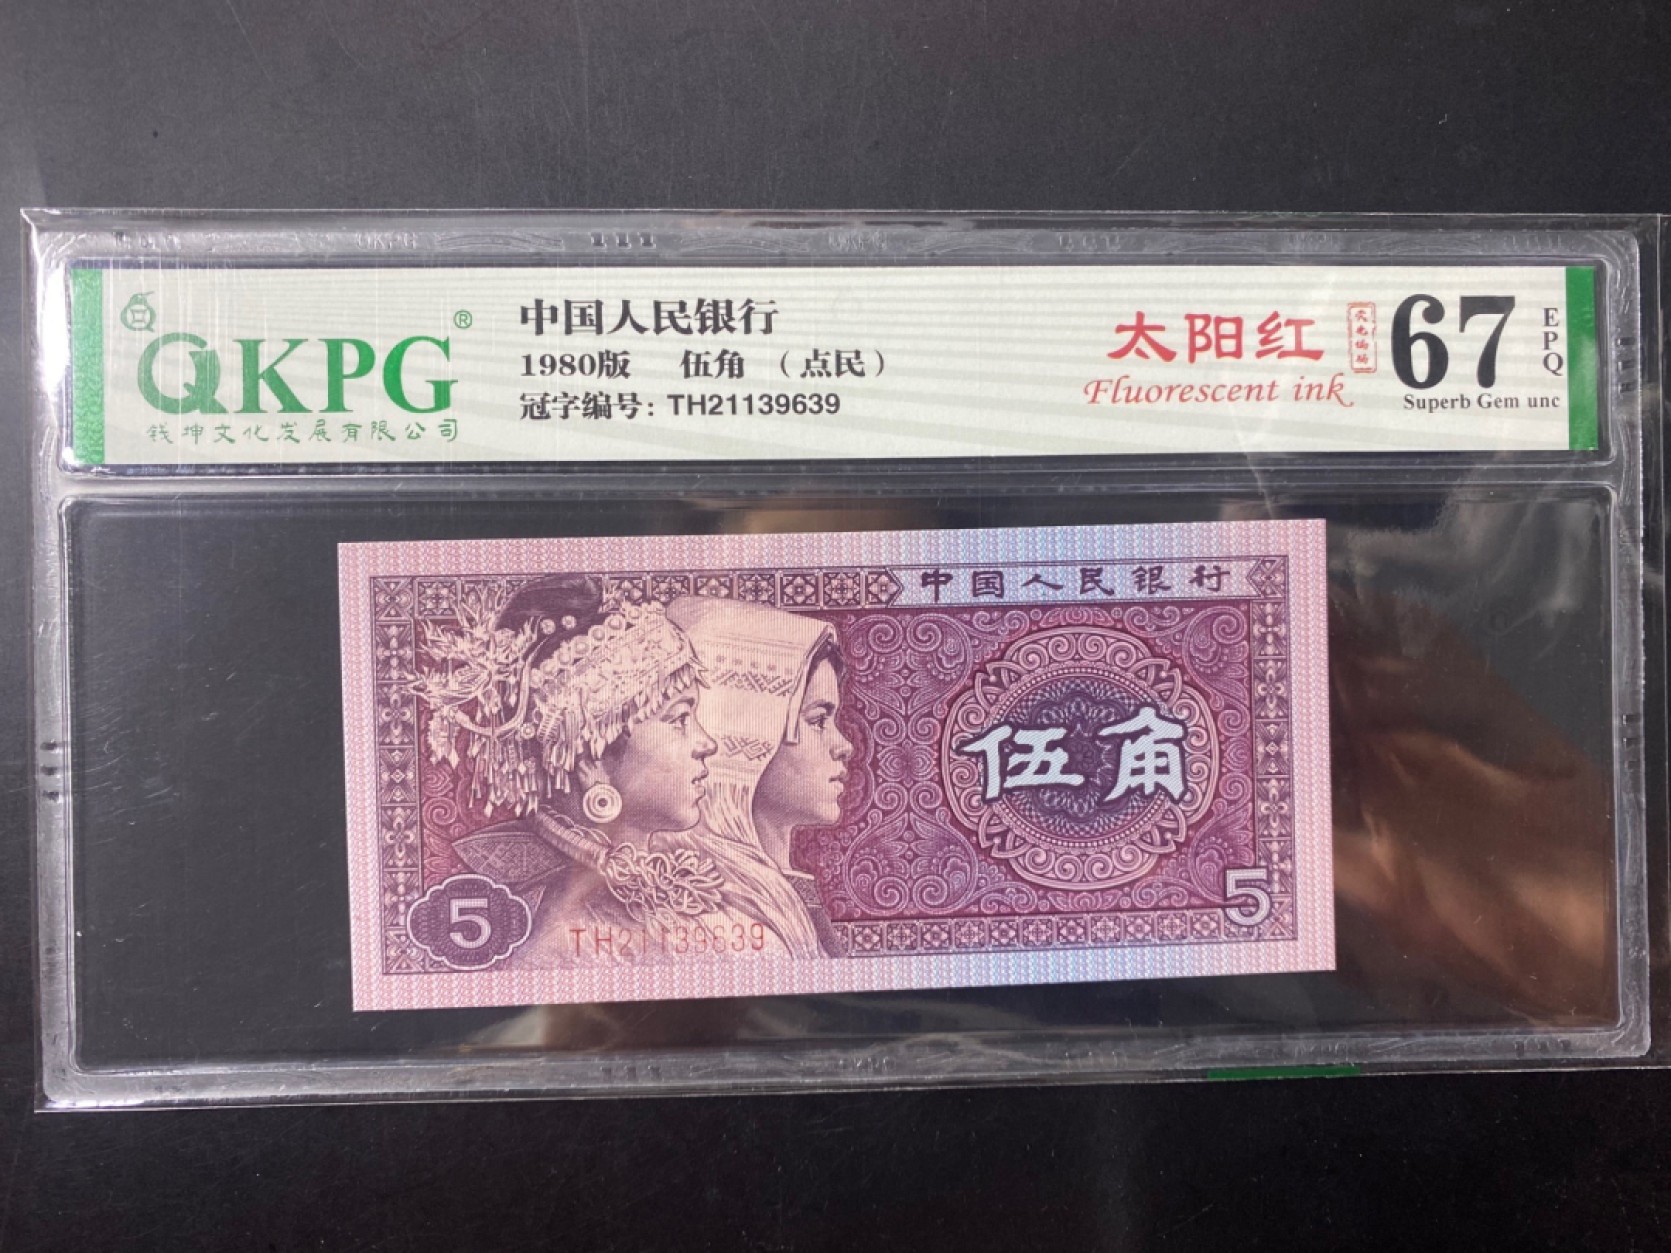 QKPG®
钱坤文化发展有限公司
中国人民银行
1980版 伍角 （点民）
冠字编号: TH21139639
太阳红
Fluorescent ink
67
EPQ
Superb Gem unc
中国人民银行
伍角
5
5
TH21139639